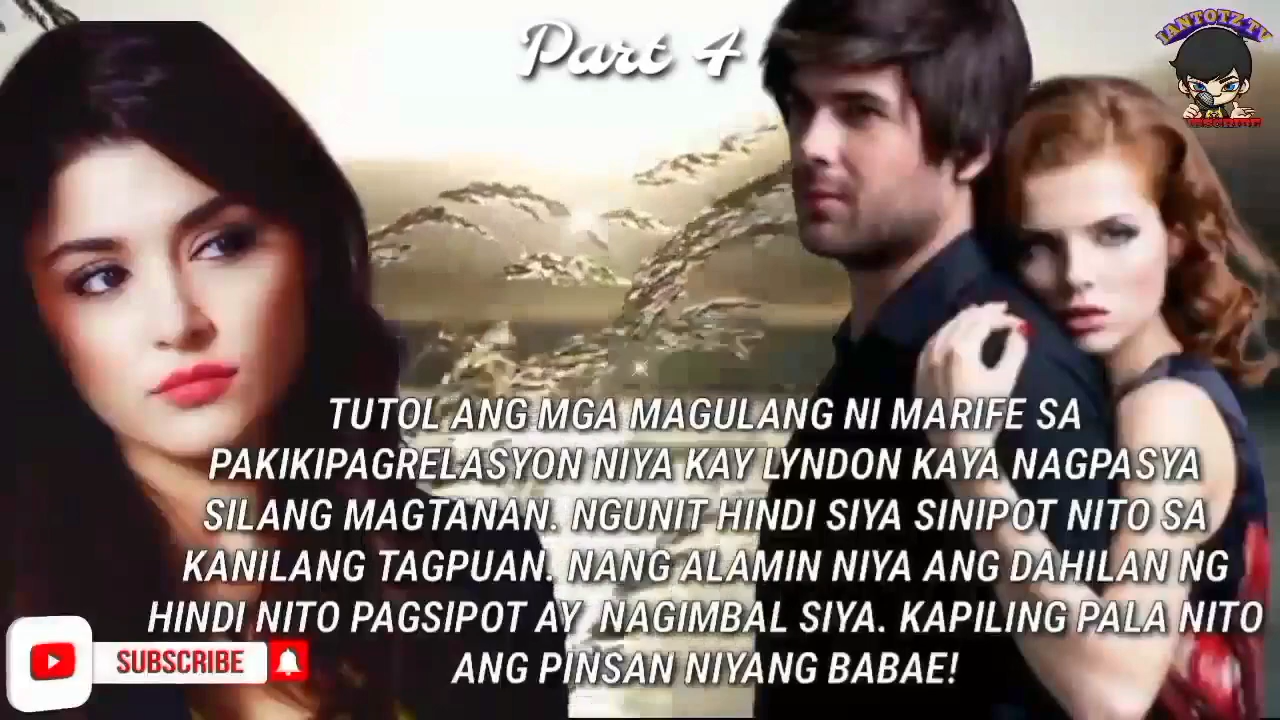 Part 4
IANTOTZ TV
TUTOL ANG MGA MAGULANG NI MARIFE SA
PAKIKIPAGRELASYON NIYA KAY LYNDON KAYA NAGPASYA
SILANG MAGTANAN. NGUNIT HINDI SIYA SINIPOT NITO SA
KANILANG TAGPUAN. NANG ALAMIN NIYA ANG DAHILAN NG
HINDI NITO PAGSIPOT AY NAGIMBAL SIYA. KAPILING PALA NITO
ANG PINSAN NIYANG BABAE!
SUBSCRIBE